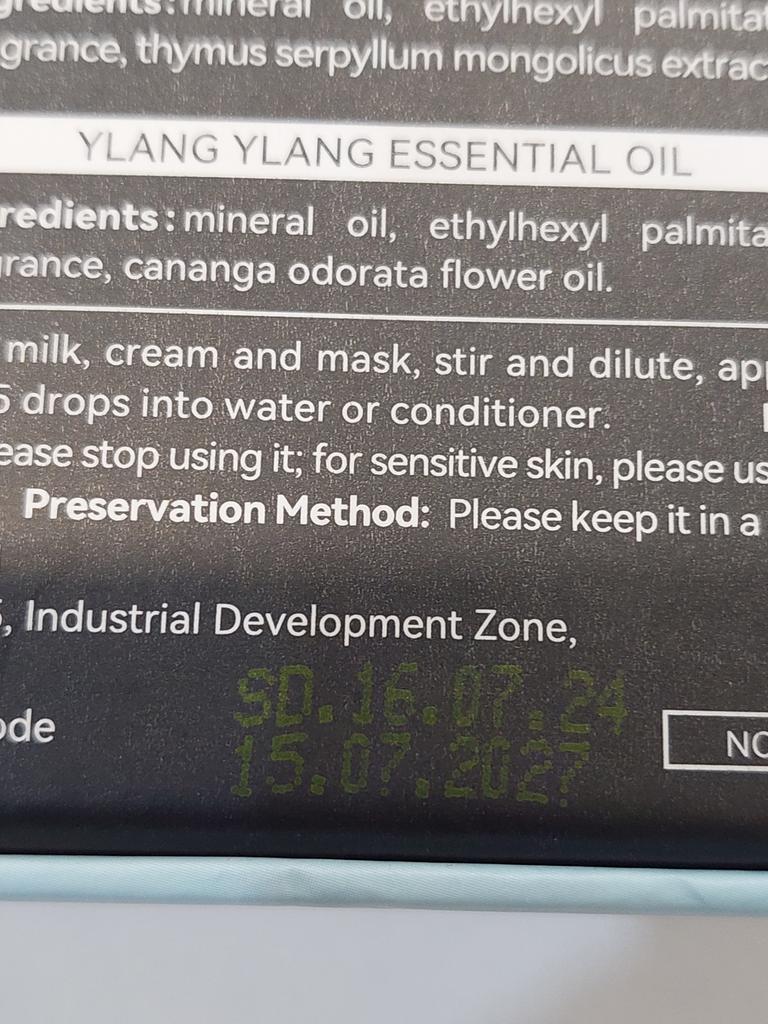 gredients: mineral oil, ethylhexyl palmitat
grance, thymus serpyllum mongolicus extrac
YLANG YLANG ESSENTIAL OIL
redients: mineral oil, ethylhexyl palmita
rance, cananga odorata flower oil.
milk, cream and mask, stir and dilute, app
5 drops into water or conditioner.
ease stop using it; for sensitive skin, please us
Preservation Method: Please keep it in a
5, Industrial Development Zone,
SD.16.07.24
ode
15.07.2027
NO